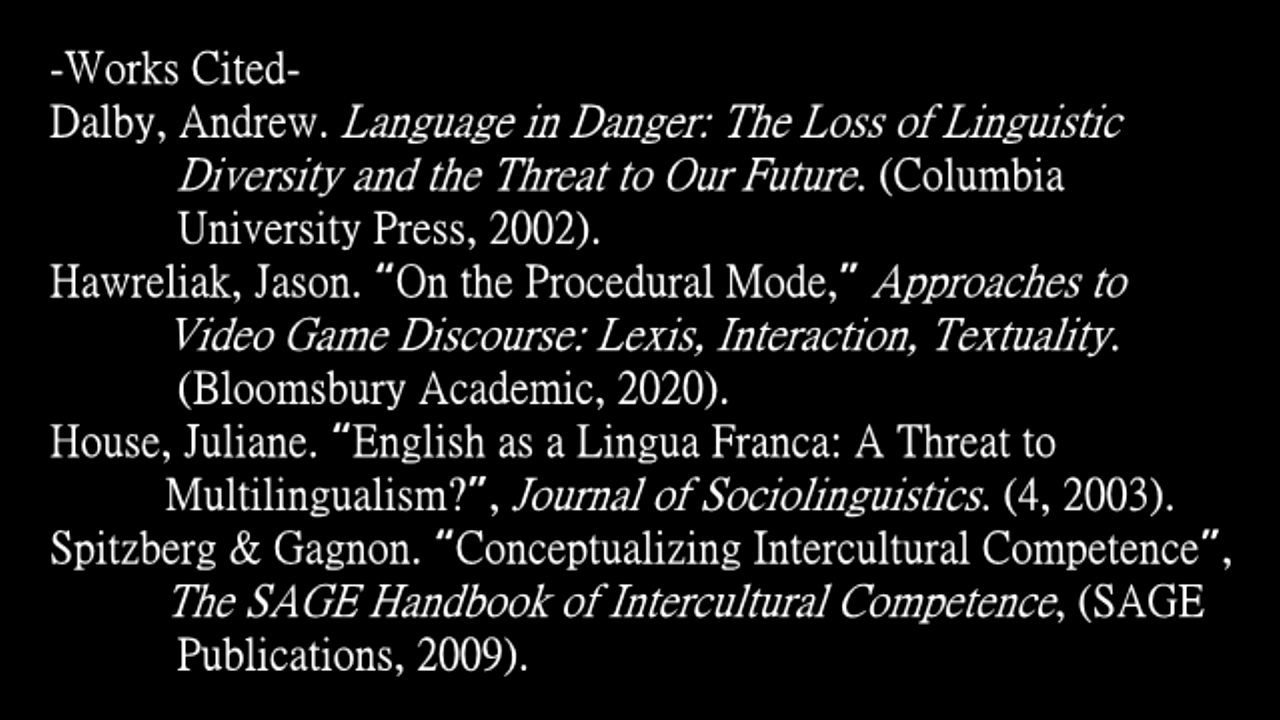 -Works Cited-
Dalby, Andrew. Language in Danger: The Loss of Linguistic
Diversity and the Threat to Our Future. (Columbia
University Press, 2002).
Hawreliak, Jason. “On the Procedural Mode,” Approaches to
Video Game Discourse: Lexis, Interaction, Textuality.
(Bloomsbury Academic, 2020).
House, Juliane. “English as a Lingua Franca: A Threat to
Multilingualism?”, Journal of Sociolinguistics. (4, 2003).
Spitzberg & Gagnon. “Conceptualizing Intercultural Competence”,
The SAGE Handbook of Intercultural Competence, (SAGE
Publications, 2009).